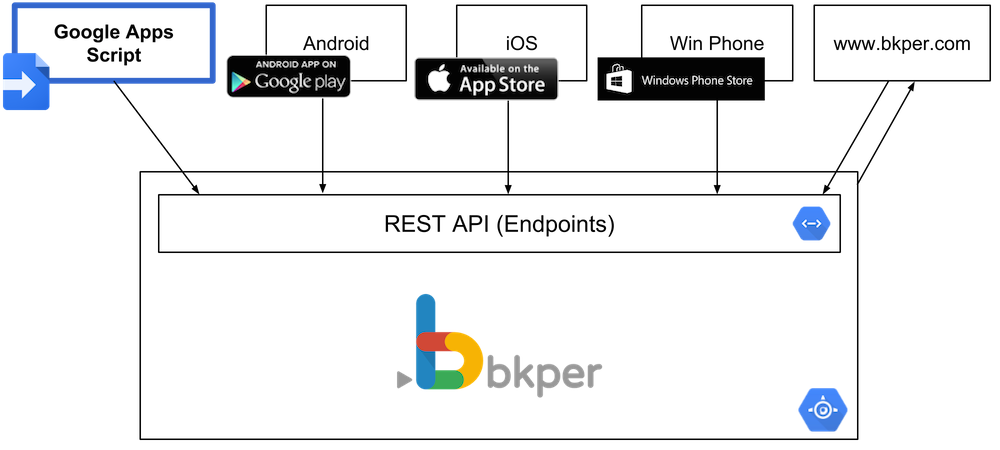 Google Apps
Script
Android
iOS
Win Phone
www.bkper.com
ANDROID APP ON
Google play
Available on the
App Store
Windows Phone Store
REST API (Endpoints)
bkper